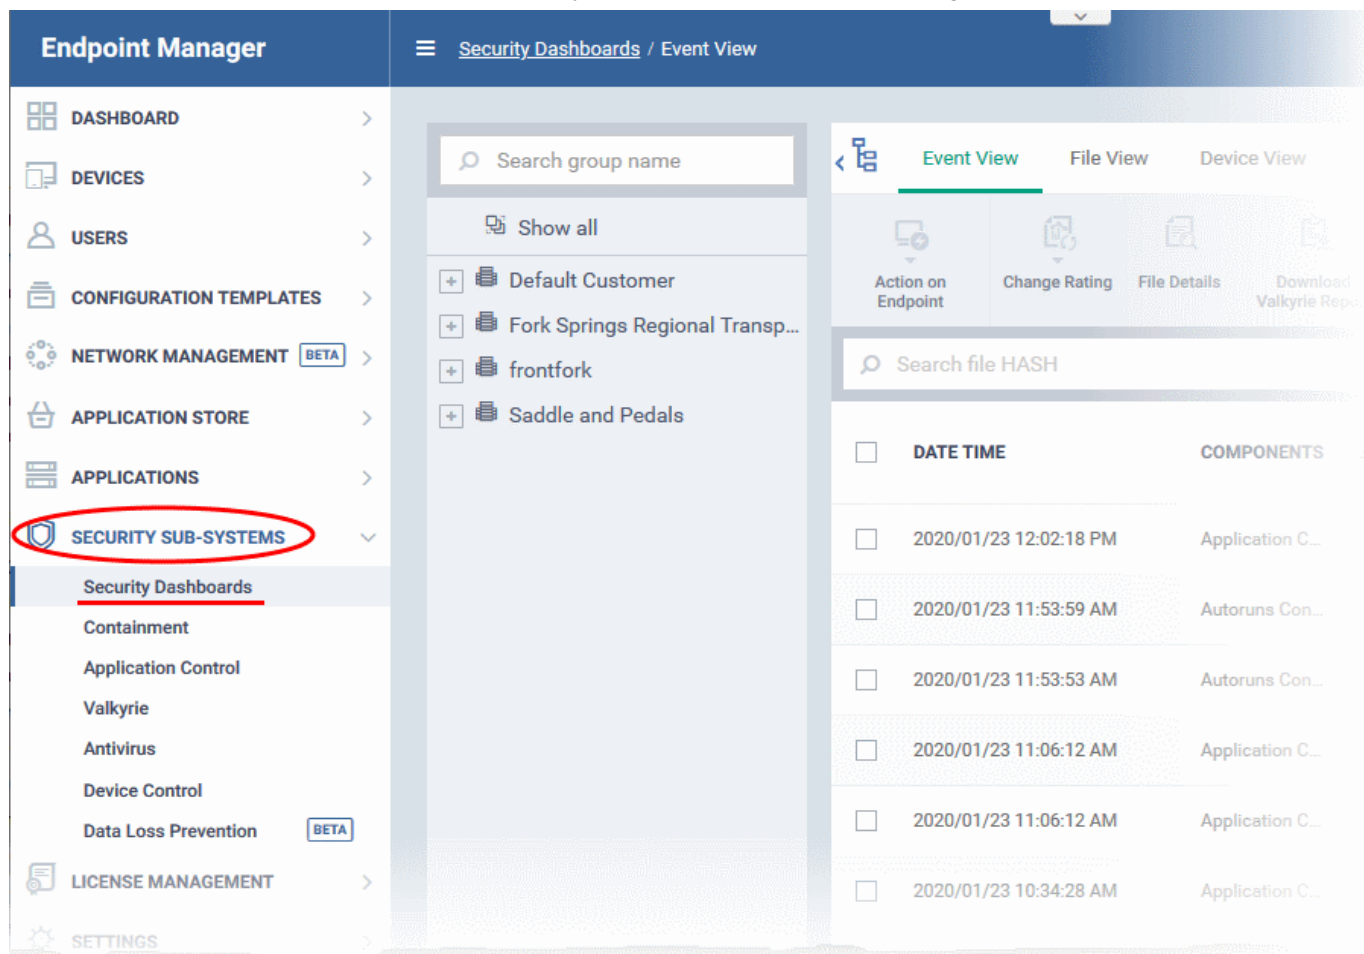 Endpoint Manager
Security Dashboards / Event View
DASHBOARD
DEVICES
USERS
CONFIGURATION TEMPLATES
NETWORK MANAGEMENT BETA
APPLICATION STORE
APPLICATIONS
SECURITY SUB-SYSTEMS
Security Dashboards
Containment
Application Control
Valkyrie
Antivirus
Device Control
Data Loss Prevention BETA
LICENSE MANAGEMENT
SETTINGS
Search group name
Show all
Default Customer
Fork Springs Regional Transp...
frontfork
Saddle and Pedals
Event View File View Device View
Action on
Endpoint
Change Rating
File Details
Download
Valkyrie Rep
Search file HASH
DATE TIME COMPONENTS
2020/01/23 12:02:18 PM Application C...
2020/01/23 11:53:59 AM Autoruns Con...
2020/01/23 11:53:53 AM Autoruns Con...
2020/01/23 11:06:12 AM Application C...
2020/01/23 11:06:12 AM Application C...
2020/01/23 10:34:28 AM Application C...